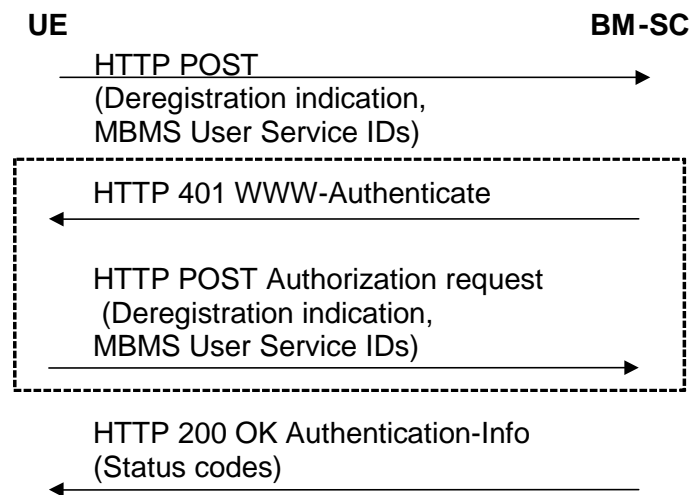 UE BM-SC
HTTP POST
(Deregistration indication,
MBMS User Service IDs)
HTTP 401 WWW-Authenticate
HTTP POST Authorization request
(Deregistration indication,
MBMS User Service IDs)
HTTP 200 OK Authentication-Info
(Status codes)